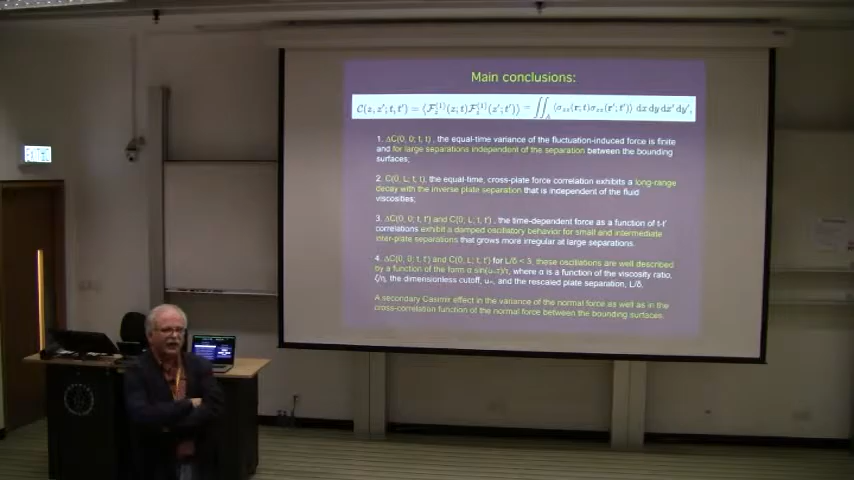 Main conclusions:
C(z, z'; t, t') = ⟨F_z^(1)(z; t) F_z^(1)(z'; t')⟩ = ∬_A ⟨σ_zz(r; t) σ_zz(r'; t')⟩ dx dy dx' dy',
1. ΔC(0, 0; t, t), the equal-time variance of the fluctuation-induced force is finite
and for large separations independent of the separation between the bounding
surfaces;
2. C(0, L; t, t), the equal-time, cross-plate force correlation exhibits a long-range
decay with the inverse plate separation that is independent of the fluid
viscosities;
3. ΔC(0, 0; t, t') and C(0, L; t, t'), the time-dependent force as a function of t-t'
correlations exhibit a damped oscillatory behavior for small and intermediate
inter-plate separations that grows more irregular at large separations.
4. ΔC(0, 0; t, t') and C(0, L; t, t') for L/δ < 3, these oscillations are well described
by a function of the form α sin(u∞τ)/τ, where α is a function of the viscosity ratio,
ζ/η, the dimensionless cutoff, u∞, and the rescaled plate separation, L/δ.
A secondary Casimir effect in the variance of the normal force as well as in the
cross-correlation function of the normal force between the bounding surfaces.